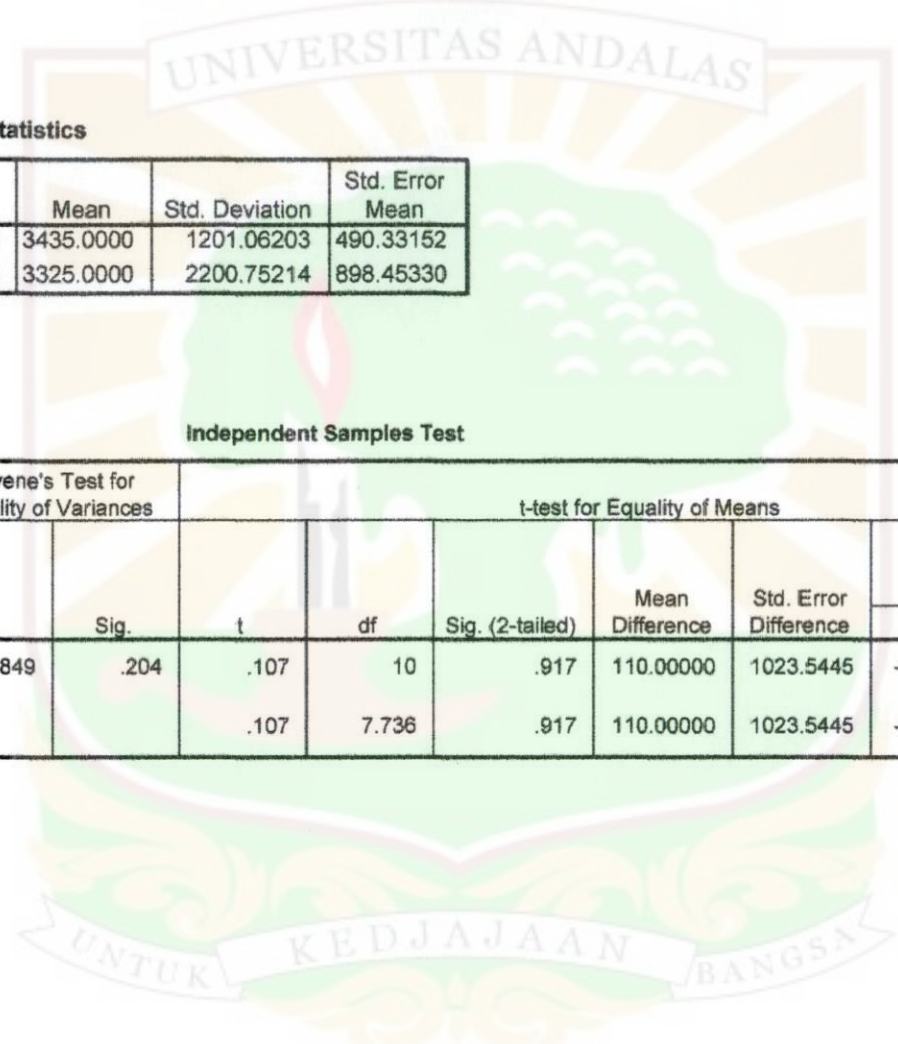 UNIVERSITAS ANDALAS
tatistics
Std. Error
Mean Std. Deviation Mean
3435.0000 1201.06203 490.33152
3325.0000 2200.75214 898.45330
Independent Samples Test
ene's Test for
lity of Variances t-test for Equality of Means
Mean Std. Error
Sig. t df Sig. (2-tailed) Difference Difference
849 .204 .107 10 .917 110.00000 1023.5445 -
.107 7.736 .917 110.00000 1023.5445 -
UNTUK KEDJAJAAN BANGSA